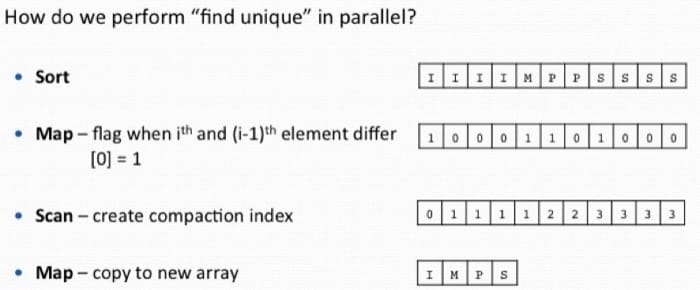 How do we perform “find unique” in parallel?
• Sort
I I I I M P P S S S S
• Map – flag when ith and (i-1)th element differ
[0] = 1
1 0 0 0 1 1 0 1 0 0 0
• Scan – create compaction index
0 1 1 1 1 2 2 3 3 3 3
• Map – copy to new array
I M P S